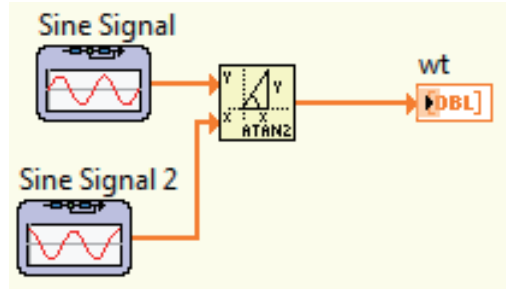 Sine Signal
Y
Y
X
X
ATAN2
wt
[DBL]
Sine Signal 2